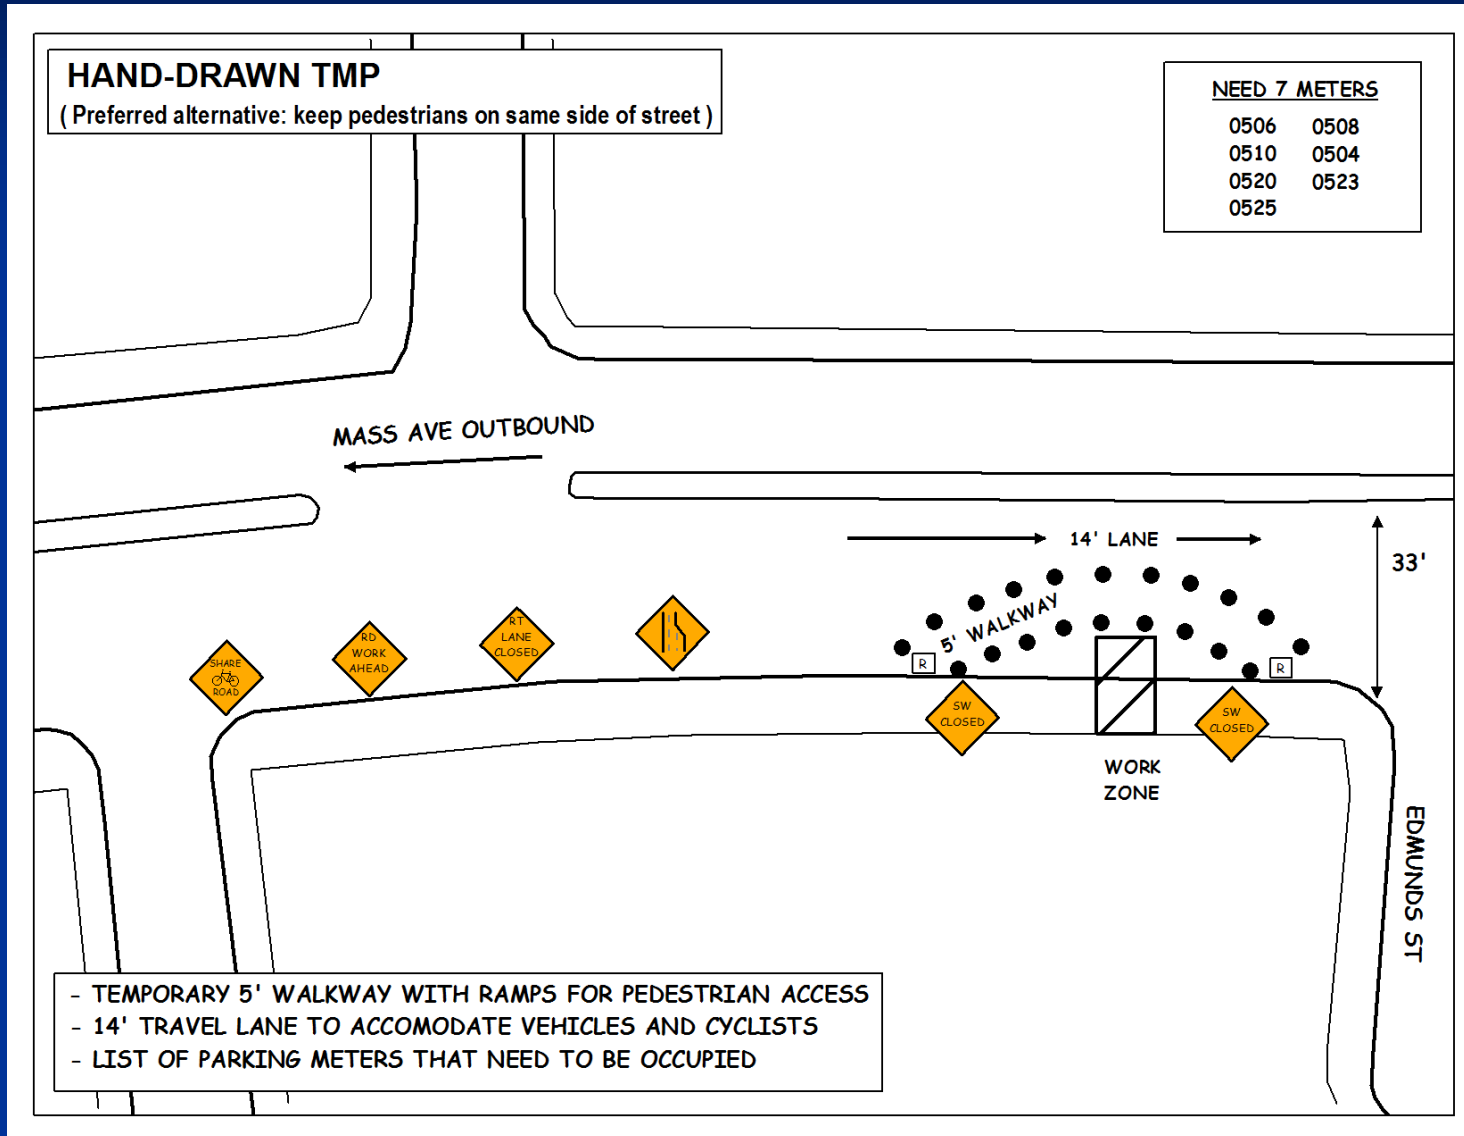 HAND-DRAWN TMP
( Preferred alternative: keep pedestrians on same side of street )
NEED 7 METERS
0506 0508
0510 0504
0520 0523
0525
MASS AVE OUTBOUND
14' LANE
33'
5' WALKWAY
SHARE
ROAD
RD
WORK
AHEAD
RT
LANE
CLOSED
R
R
SW
CLOSED
SW
CLOSED
WORK
ZONE
EDMUNDS ST
- TEMPORARY 5' WALKWAY WITH RAMPS FOR PEDESTRIAN ACCESS
- 14' TRAVEL LANE TO ACCOMODATE VEHICLES AND CYCLISTS
- LIST OF PARKING METERS THAT NEED TO BE OCCUPIED